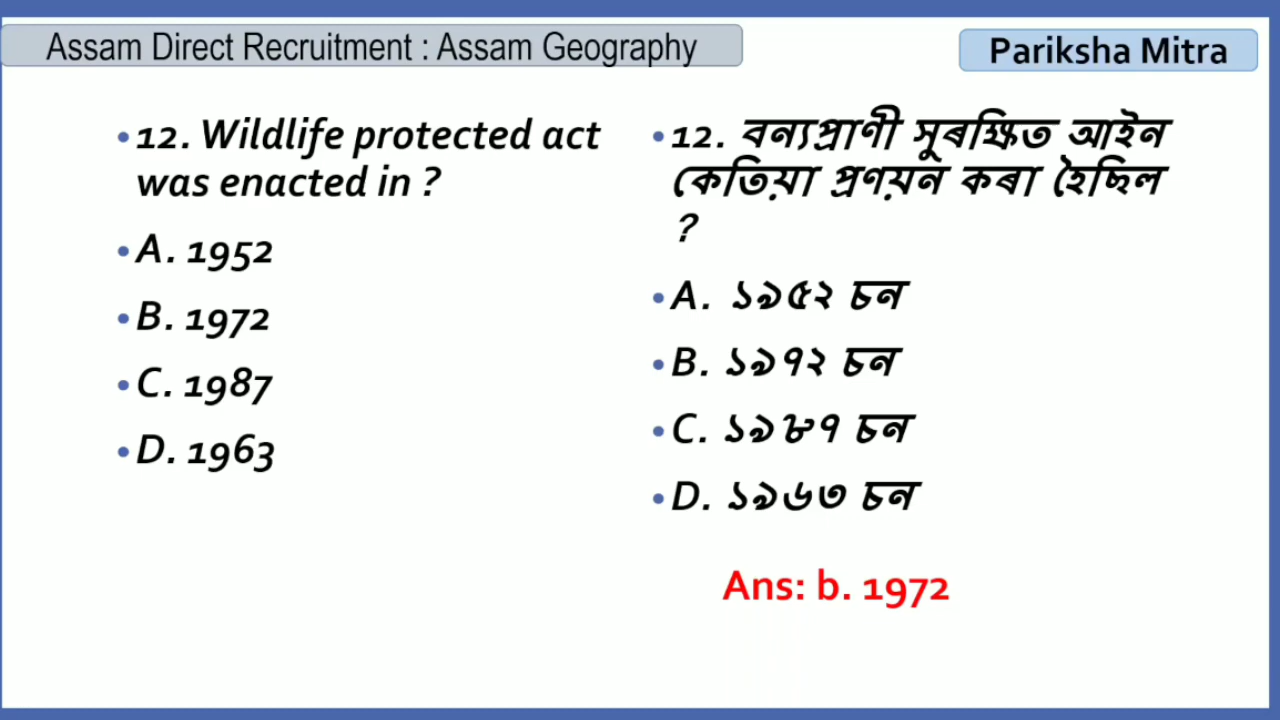 Assam Direct Recruitment : Assam Geography
Pariksha Mitra
• 12. Wildlife protected act
was enacted in ?
• A. 1952
• B. 1972
• C. 1987
• D. 1963
• 12. বন্যপ্ৰাণী সুৰক্ষিত আইন
কেতিয়া প্ৰণয়ন কৰা হৈছিল
?
• A. ১৯৫২ চন
• B. ১৯৭২ চন
• C. ১৯৮৭ চন
• D. ১৯৬৩ চন
Ans: b. 1972